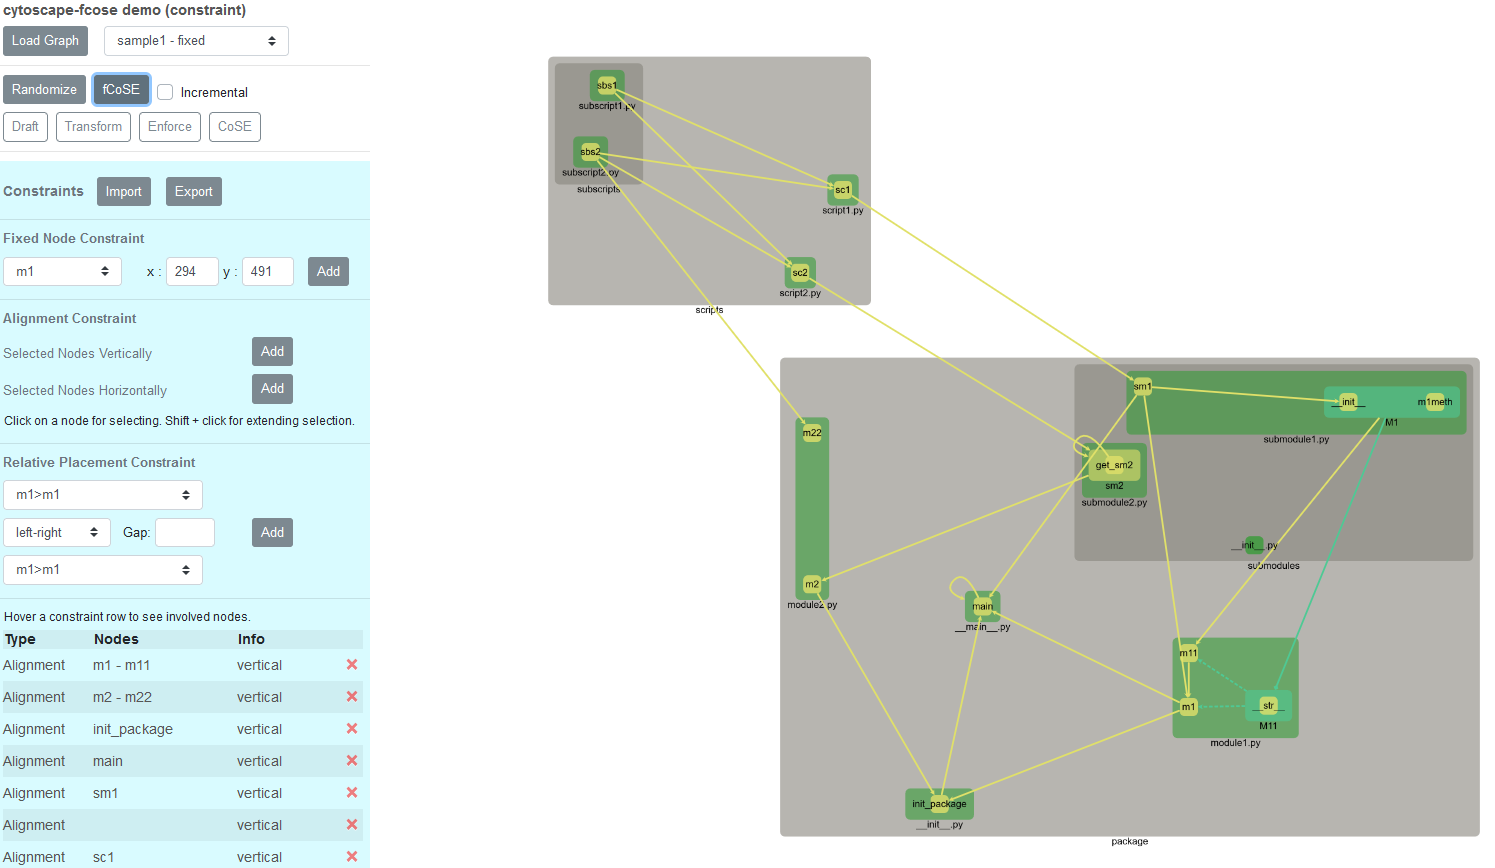 cytoscape-fcose demo (constraint)
Load Graph
sample1 - fixed
Randomize
fCoSE
Incremental
Draft
Transform
Enforce
CoSE
Constraints
Import
Export
Fixed Node Constraint
m1
x :
294
y :
491
Add
Alignment Constraint
Selected Nodes Vertically
Add
Selected Nodes Horizontally
Add
Click on a node for selecting. Shift + click for extending selection.
Relative Placement Constraint
m1>m1
left-right
Gap:
Add
m1>m1
Hover a constraint row to see involved nodes.
Type Nodes Info
Alignment m1 - m11 vertical
Alignment m2 - m22 vertical
Alignment init_package vertical
Alignment main vertical
Alignment sm1 vertical
Alignment vertical
Alignment sc1 vertical
sbs1
subscript1.py
sbs2
subscript2.py
subscripts
sc1
script1.py
sc2
script2.py
scripts
sm1
__init__
m1meth
M1
submodule1.py
m22
get_sm2
sm2
submodule2.py
__init__.py
submodules
m2
module2.py
main
__main__.py
m11
m1
__str__
M11
module1.py
init_package
__init__.py
package